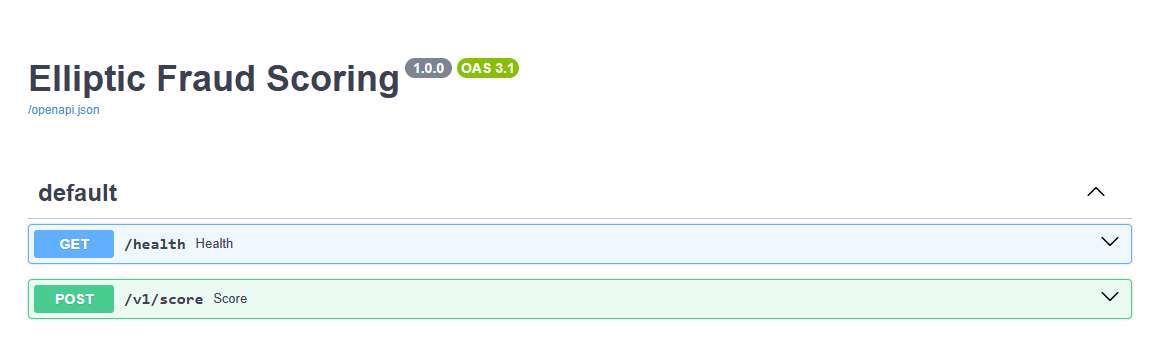 Elliptic Fraud Scoring 1.0.0 OAS 3.1
/openapi.json
default
GET /health Health
POST /v1/score Score